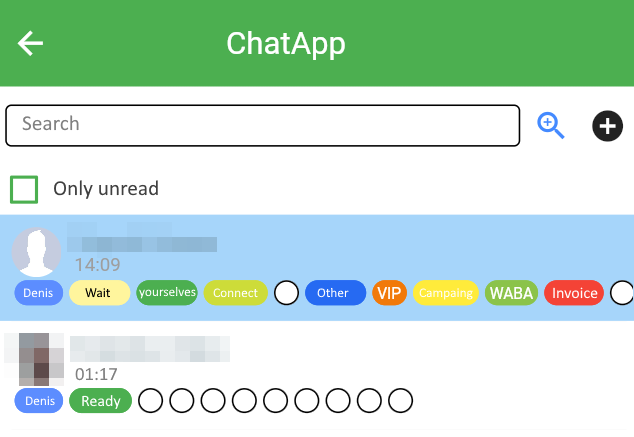 ChatApp
Search
Only unread
14:09
Denis Wait yourselves Connect Other VIP Campaing WABA Invoice
01:17
Denis Ready